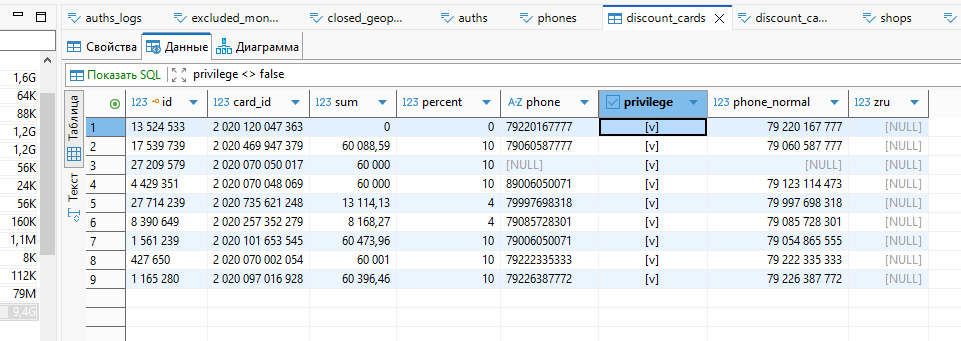 auths_logs excluded_mon... closed_geop... auths phones discount_cards discount_ca... shops
Свойства Данные Диаграмма
Показать SQL privilege <> false
Таблица
Текст
1,6G
64K
88K
1,2G
1,2G
56K
24K
56K
160K
1,1M
8K
112K
79M
9,4G
123 id 123 card_id 123 sum 123 percent A-Z phone privilege 123 phone_normal 123 zru
1 13 524 533 2 020 120 047 363 0 0 79220167777 [v] 79 220 167 777 [NULL]
2 17 539 739 2 020 469 947 379 60 088,59 10 79060587777 [v] 79 060 587 777 [NULL]
3 27 209 579 2 020 070 050 017 60 000 10 [NULL] [v] [NULL] [NULL]
4 4 429 351 2 020 070 048 069 60 000 10 89006050071 [v] 79 123 114 473 [NULL]
5 27 714 239 2 020 735 621 248 13 114,13 4 79997698318 [v] 79 997 698 318 [NULL]
6 8 390 649 2 020 257 352 279 8 168,27 4 79085728301 [v] 79 085 728 301 [NULL]
7 1 561 239 2 020 101 653 545 60 473,96 10 79006050071 [v] 79 054 865 555 [NULL]
8 427 650 2 020 070 002 054 60 001 10 79222335333 [v] 79 222 335 333 [NULL]
9 1 165 280 2 020 097 016 928 60 396,46 10 79226387772 [v] 79 226 387 772 [NULL]